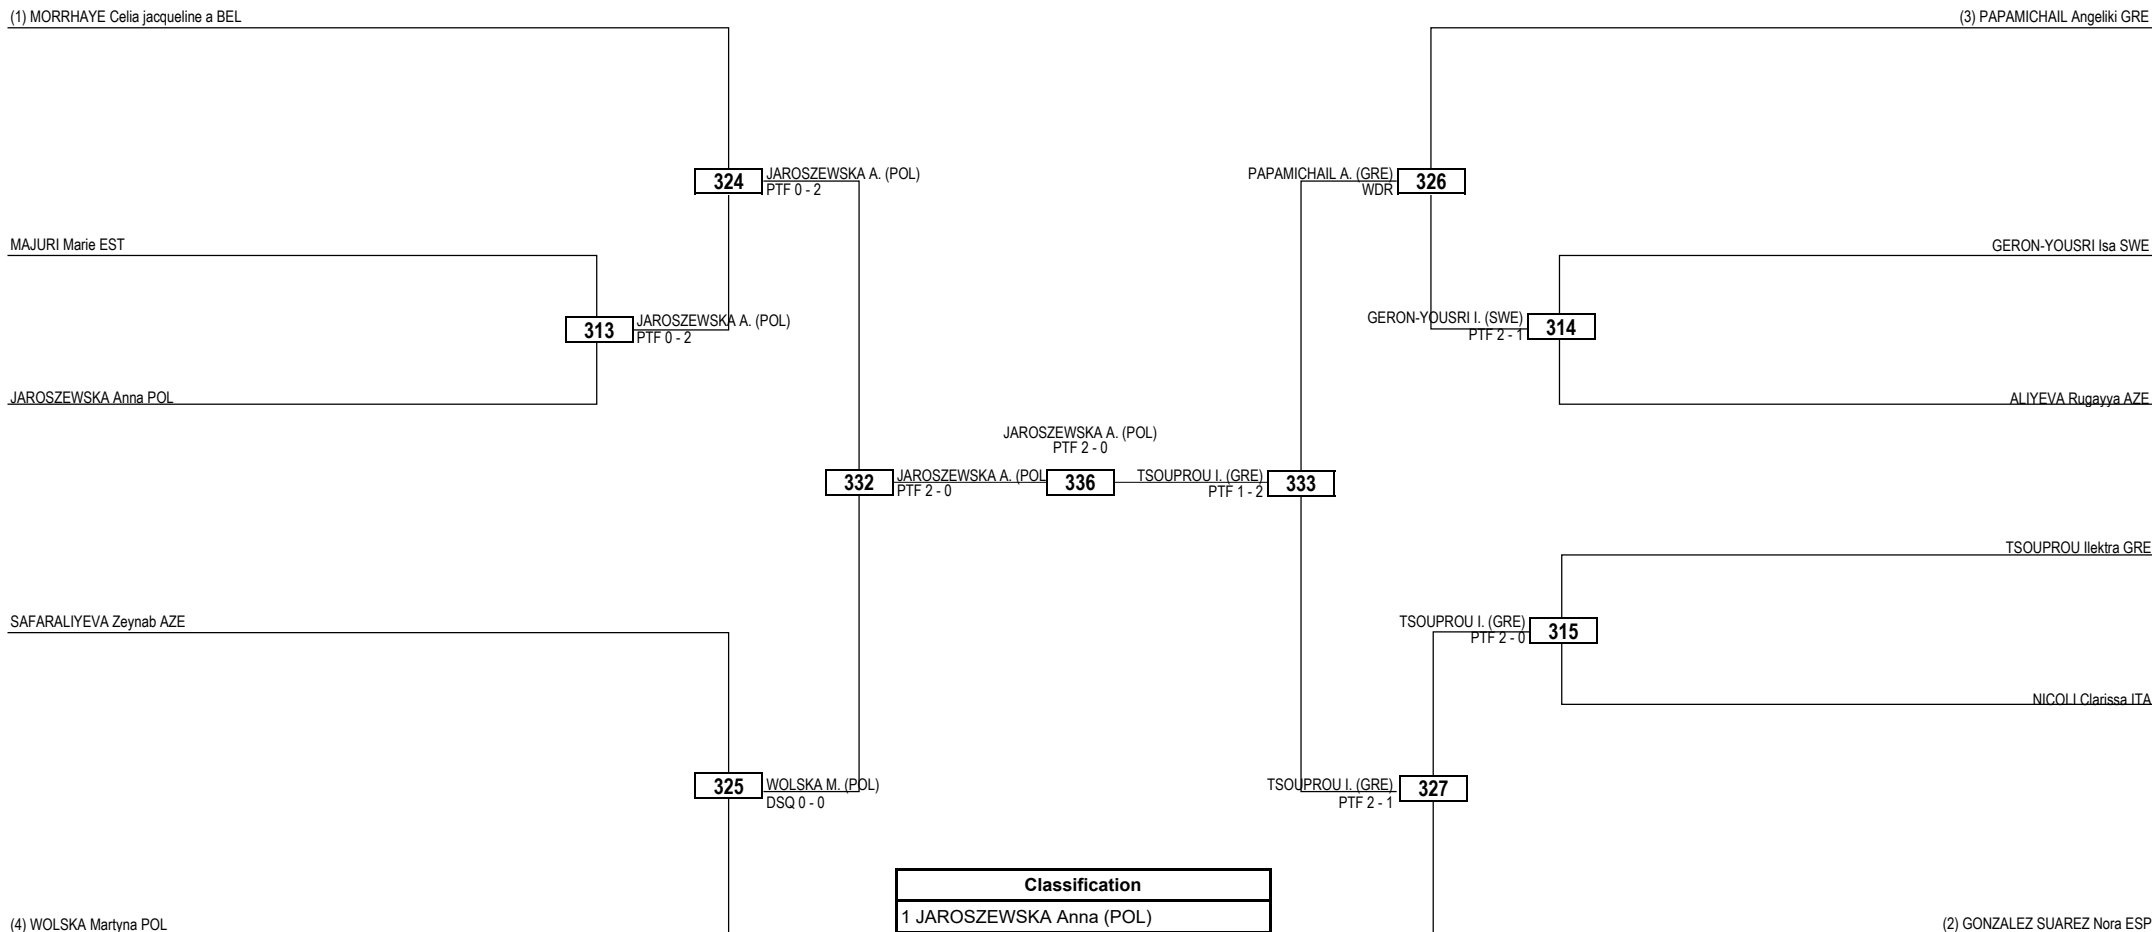 (1) MORRHAYE Celia jacqueline a BEL
(3) PAPAMICHAIL Angeliki GRE
324
JAROSZEWSKA A. (POL)
PTF 0 - 2
PAPAMICHAIL A. (GRE)
WDR
326
MAJURI Marie EST
GERON-YOUSRI Isa SWE
313
JAROSZEWSKA A. (POL)
PTF 0 - 2
GERON-YOUSRI I. (SWE)
PTF 2 - 1
314
JAROSZEWSKA Anna POL
ALIYEVA Rugayya AZE
JAROSZEWSKA A. (POL)
PTF 2 - 0
332
JAROSZEWSKA A. (POL
PTF 2 - 0
336
TSOUPROU I. (GRE)
PTF 1 - 2
333
TSOUPROU Ilektra GRE
SAFARALIYEVA Zeynab AZE
TSOUPROU I. (GRE)
PTF 2 - 0
315
NICOLI Clarissa ITA
325
WOLSKA M. (POL)
DSQ 0 - 0
TSOUPROU I. (GRE)
PTF 2 - 1
327
Classification
1 JAROSZEWSKA Anna (POL)
(4) WOLSKA Martyna POL
(2) GONZALEZ SUAREZ Nora ESP